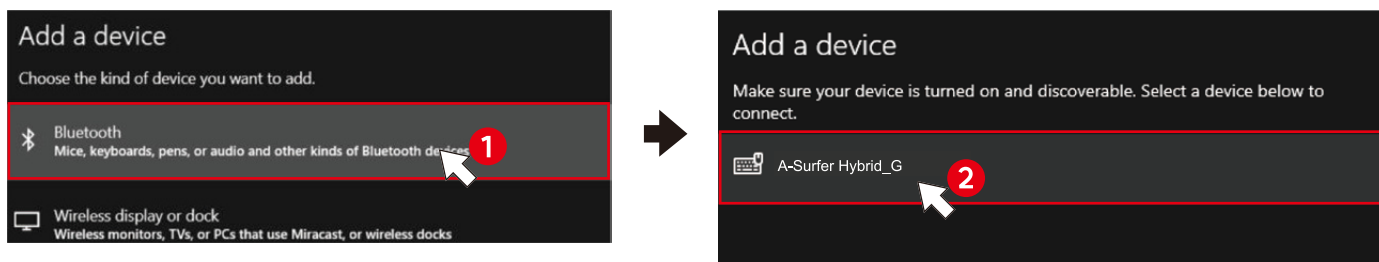 Add a device
Choose the kind of device you want to add.
Bluetooth
Mice, keyboards, pens, or audio and other kinds of Bluetooth devices
1
Wireless display or dock
Wireless monitors, TVs, or PCs that use Miracast, or wireless docks
Add a device
Make sure your device is turned on and discoverable. Select a device below to
connect.
A-Surfer Hybrid_G
2